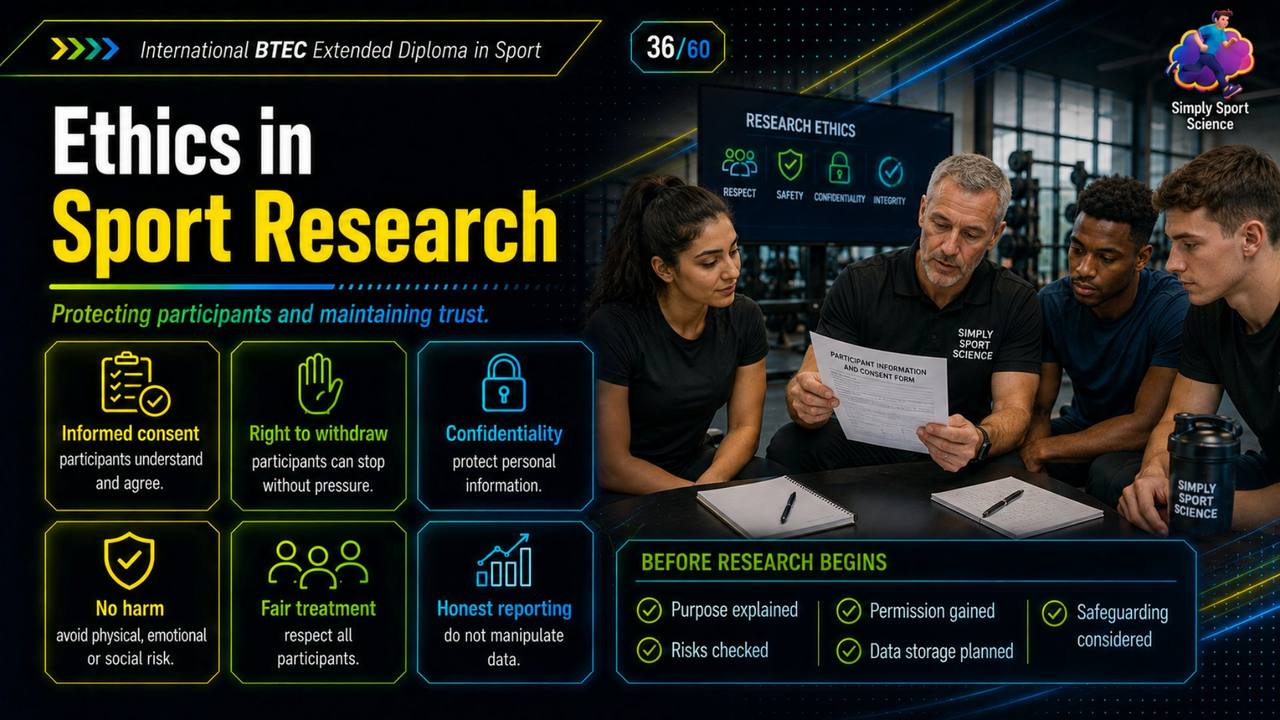 International BTEC Extended Diploma in Sport
36/60
Simply Sport
Science
Ethics in
Sport Research
Protecting participants and maintaining trust.
Informed consent
participants understand
and agree.
Right to withdraw
participants can stop
without pressure.
Confidentiality
protect personal
information.
No harm
avoid physical, emotional
or social risk.
Fair treatment
respect all
participants.
Honest reporting
do not manipulate
data.
RESEARCH ETHICS
RESPECT
SAFETY
CONFIDENTIALITY
INTEGRITY
SIMPLY
SPORT
SCIENCE
PARTICIPANT INFORMATION
AND CONSENT FORM
SIMPLY
SPORT
SCIENCE
BEFORE RESEARCH BEGINS
Purpose explained
Risks checked
Permission gained
Data storage planned
Safeguarding
considered